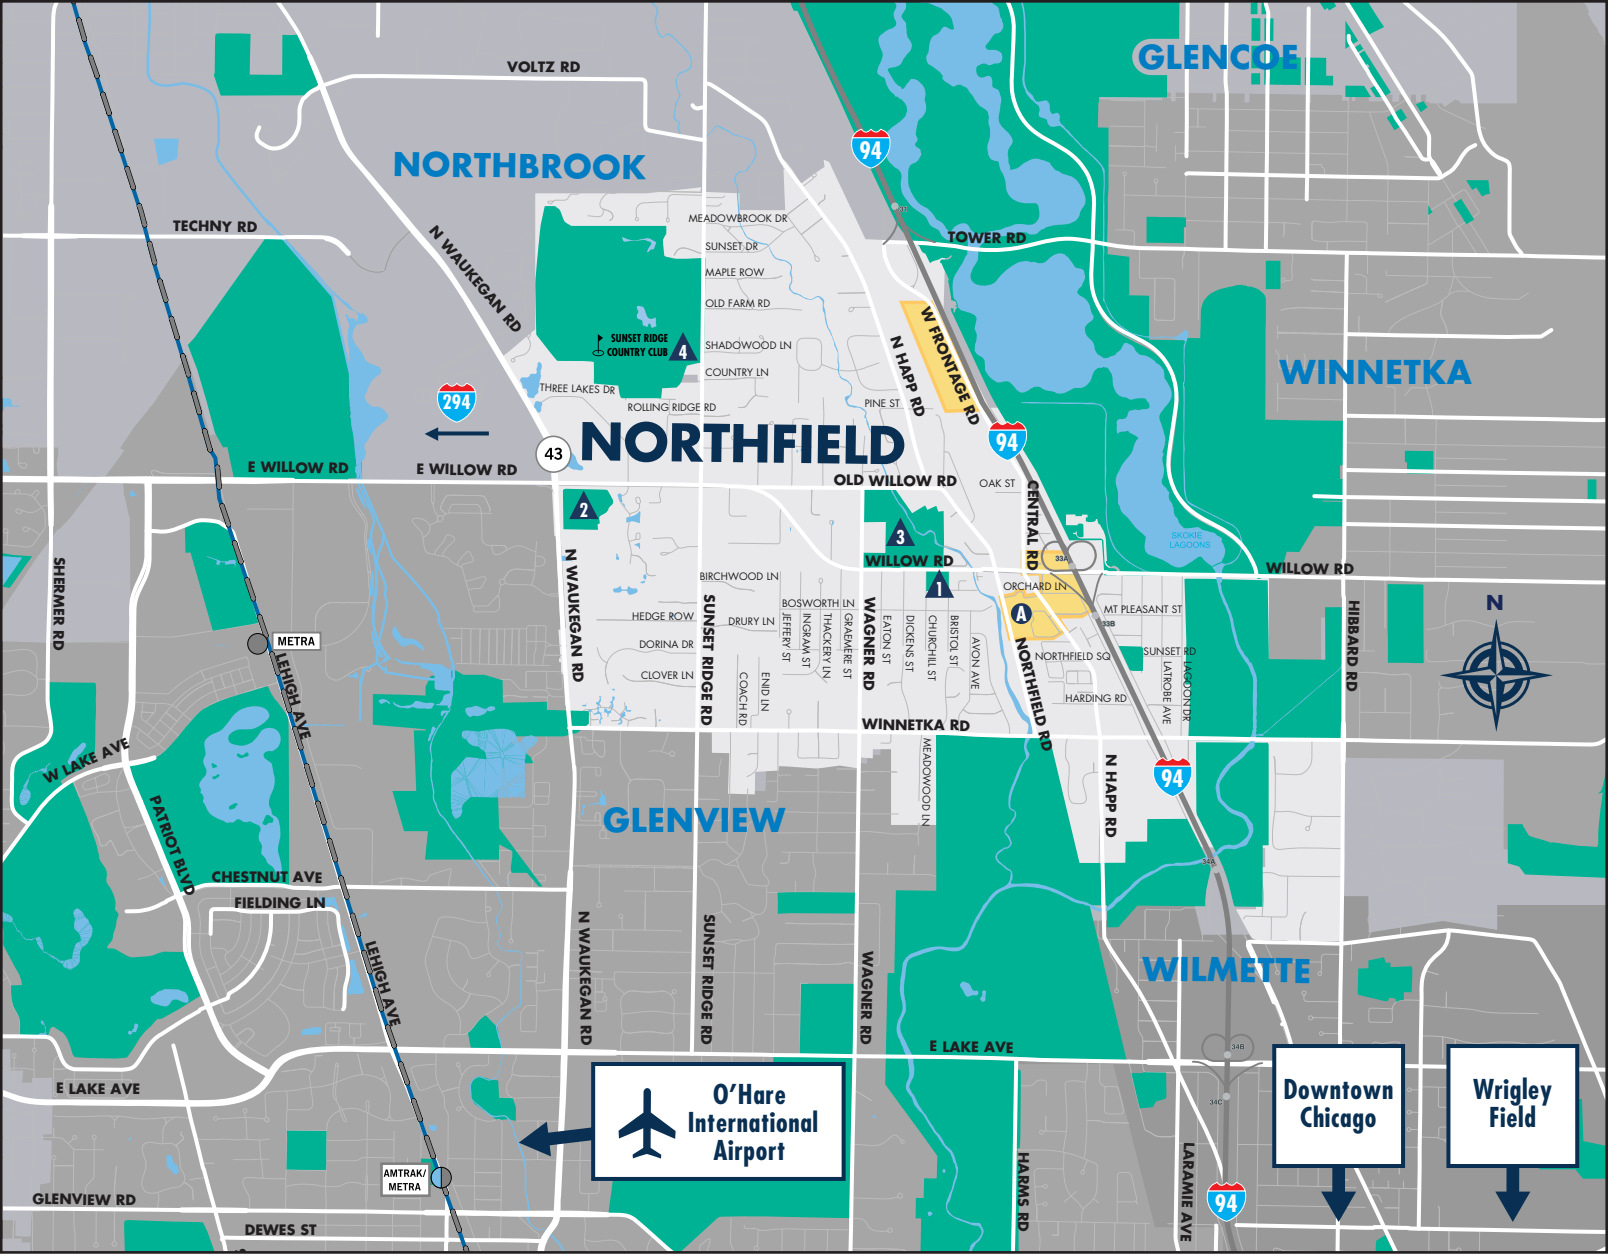 GLENCOE
VOLTZ RD
94
NORTHBROOK
MEADOWBROOK DR
TECHNY RD
N WAUKEGAN RD
31
TOWER RD
SUNSET DR
MAPLE ROW
OLD FARM RD
W FRONTAGE RD
SUNSET RIDGE
COUNTRY CLUB
4
SHADOWOOD LN
N HAPP RD
WINNETKA
COUNTRY LN
THREE LAKES DR
294
ROLLING RIDGE RD
PINE ST
NORTHFIELD
94
43
E WILLOW RD
E WILLOW RD
OLD WILLOW RD
OAK ST
CENTRAL RD
2
3
SKOKIE
LAGOONS
SHERMER RD
N WAUKEGAN RD
WILLOW RD
33A
WILLOW RD
BIRCHWOOD LN
1
ORCHARD LN
HIBBARD RD
N
BOSWORTH LN
MT PLEASANT ST
HEDGE ROW
SUNSET RIDGE RD
DRURY LN
JEFFERY ST
INGRAM ST
THACKERY LN
GRAEMERE ST
WAGNER RD
EATON ST
DICKENS ST
CHURCHILL ST
BRISTOL ST
AVON AVE
A
33B
METRA
DORINA DR
NORTHFIELD SQ
SUNSET RD
LATROBE AVE
LAGOON DR
LEHIGH AVE
CLOVER LN
COACH RD
ENID LN
NORTHFIELD RD
HARDING RD
WINNETKA RD
W LAKE AVE
MEADOWOOD LN
N HAPP RD
94
PATRIOT BLVD
GLENVIEW
34A
CHESTNUT AVE
FIELDING LN
LEHIGH AVE
N WAUKEGAN RD
SUNSET RIDGE RD
WAGNER RD
WILMETTE
E LAKE AVE
34B
E LAKE AVE
O'Hare
International
Airport
34C
Downtown
Chicago
Wrigley
Field
AMTRAK/
METRA
HARMS RD
LARAMIE AVE
94
GLENVIEW RD
DEWES ST